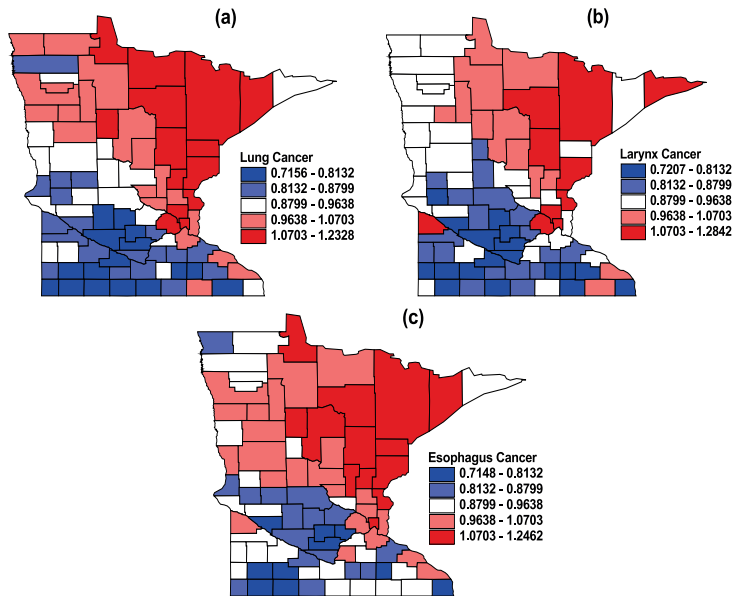 (a)
Lung Cancer
0.7156 - 0.8132
0.8132 - 0.8799
0.8799 - 0.9638
0.9638 - 1.0703
1.0703 - 1.2328
(b)
Larynx Cancer
0.7207 - 0.8132
0.8132 - 0.8799
0.8799 - 0.9638
0.9638 - 1.0703
1.0703 - 1.2842
(c)
Esophagus Cancer
0.7148 - 0.8132
0.8132 - 0.8799
0.8799 - 0.9638
0.9638 - 1.0703
1.0703 - 1.2462